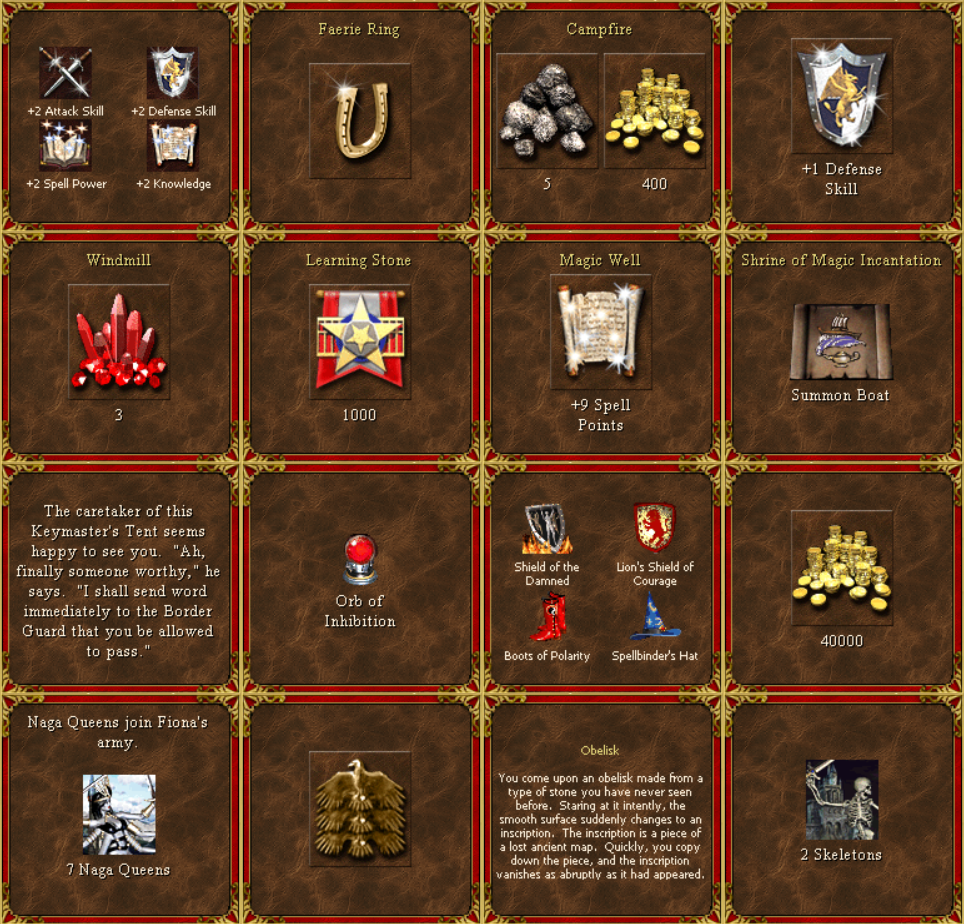 +2 Attack Skill
+2 Defense Skill
+2 Spell Power
+2 Knowledge
Faerie Ring
Campfire
5
400
+1 Defense
Skill
Windmill
3
Learning Stone
1000
Magic Well
+9 Spell
Points
Shrine of Magic Incantation
Summon Boat
The caretaker of this
Keymaster's Tent seems
happy to see you.  "Ah,
finally someone worthy," he
says.  "I shall send word
immediately to the Border
Guard that you be allowed
to pass."
Orb of
Inhibition
Shield of the
Damned
Lion's Shield of
Courage
Boots of Polarity
Spellbinder's Hat
40000
Naga Queens join Fiona's
army.
7 Naga Queens
Obelisk
You come upon an obelisk made from a
type of stone you have never seen
before.  Staring at it intently, the
smooth surface suddenly changes to an
inscription.  The inscription is a piece of
a lost ancient map.  Quickly, you copy
down the piece, and the inscription
vanishes as abruptly as it had appeared.
2 Skeletons